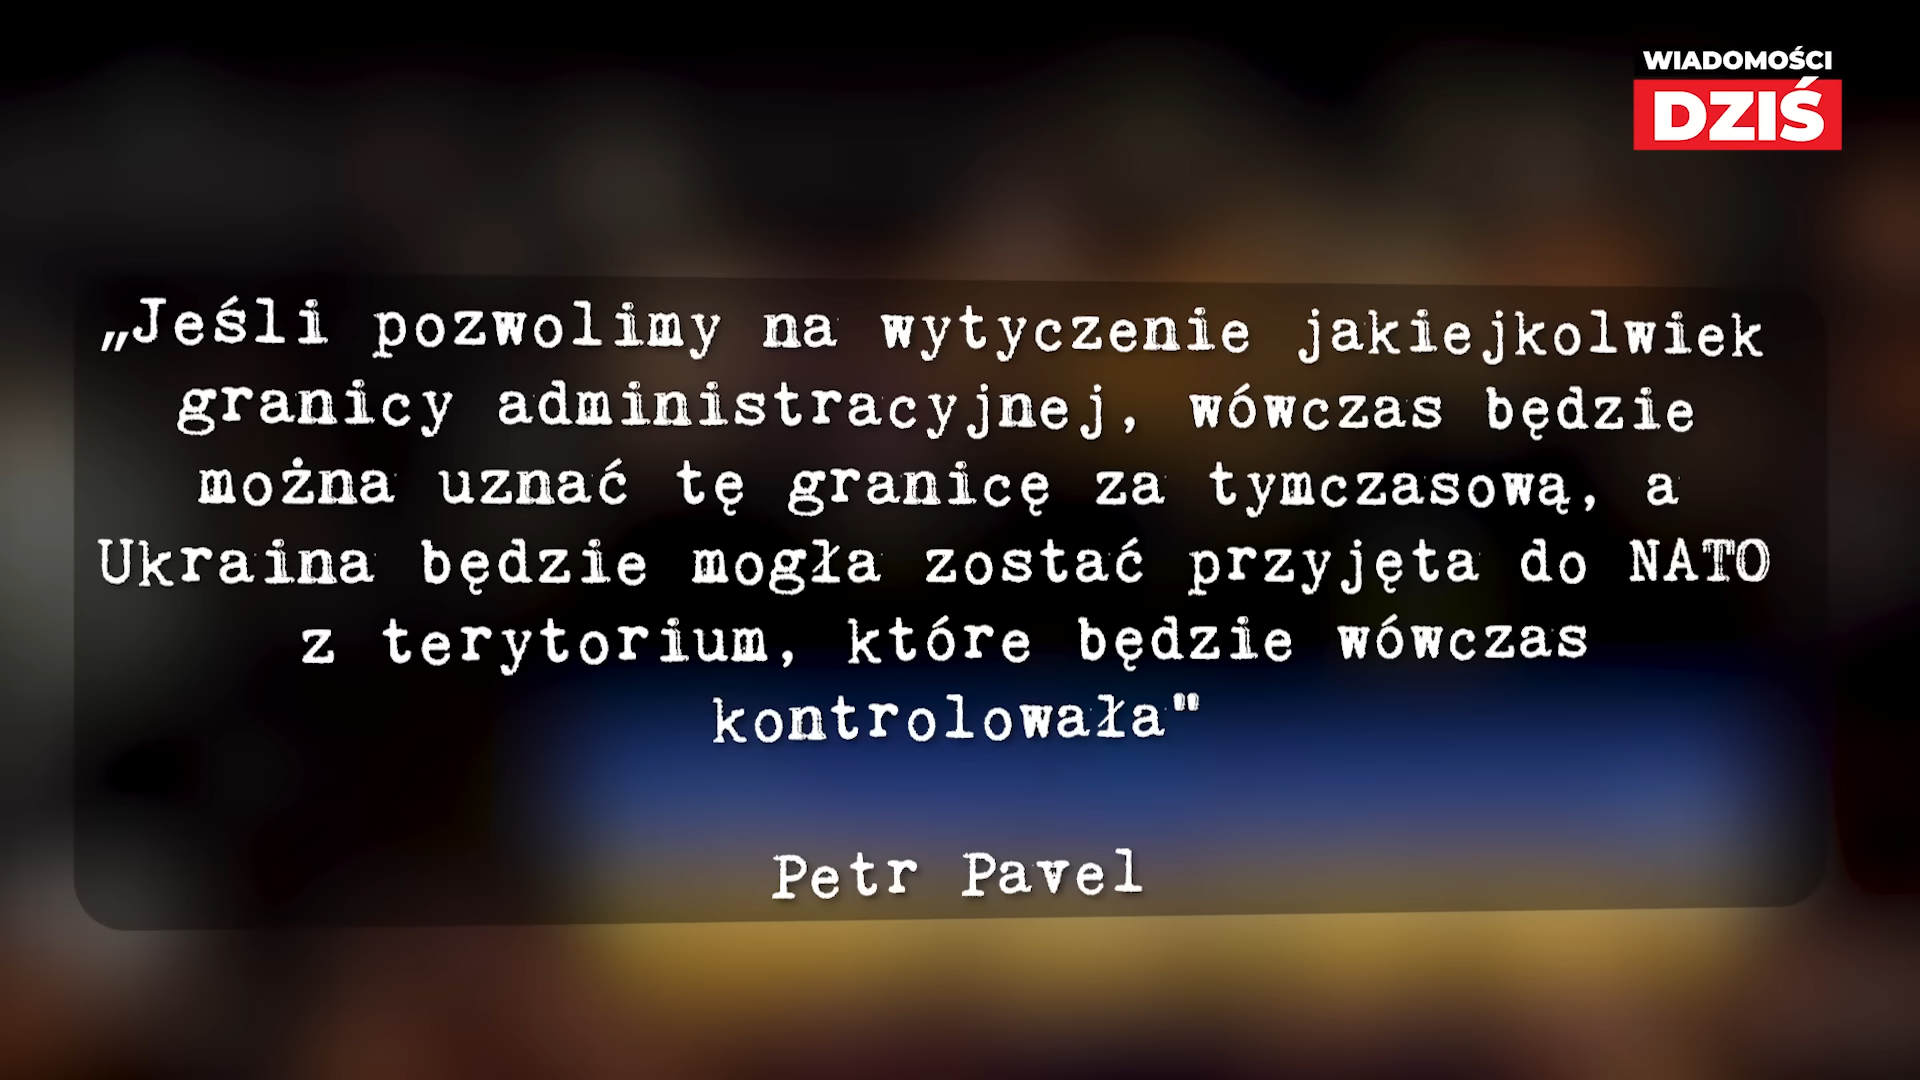 WIADOMOŚCI
DZIŚ
„Jeśli pozwolimy na wytyczenie jakiejkolwiek
granicy administracyjnej, wówczas będzie
można uznać tę granicę za tymczasową, a
Ukraina będzie mogła zostać przyjęta do NATO
z terytorium, które będzie wówczas
kontrolowała"
Petr Pavel